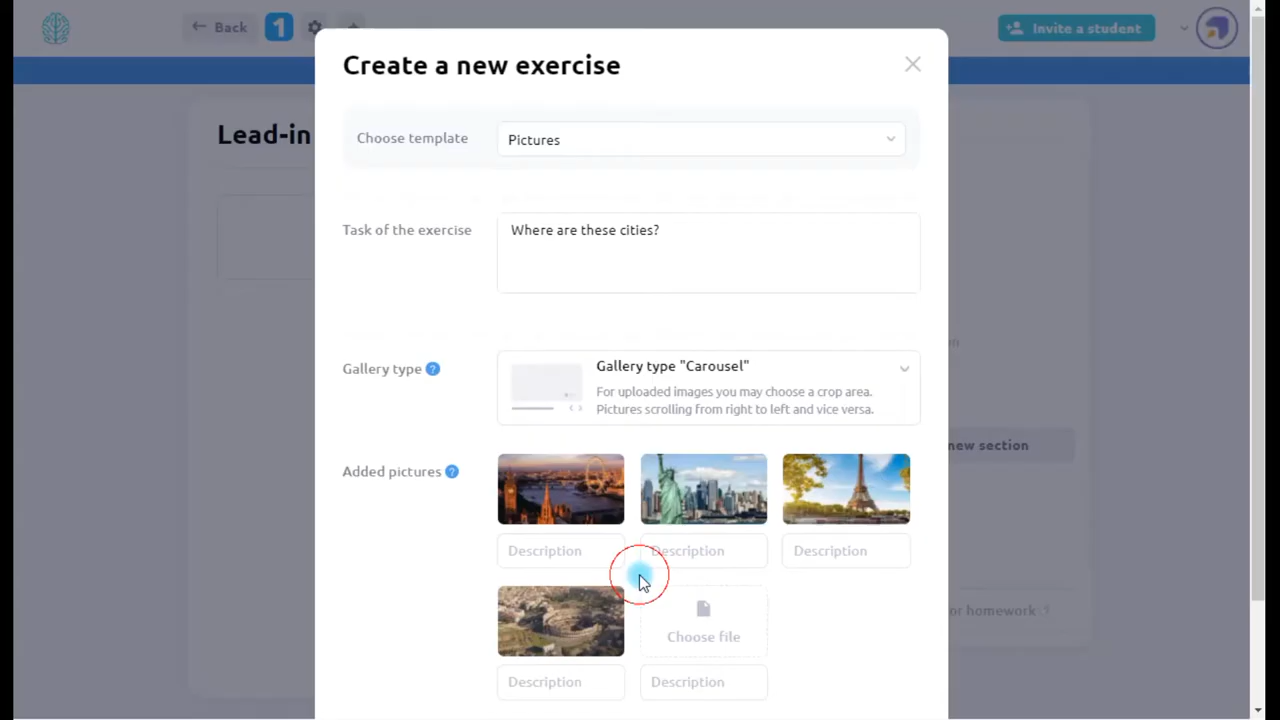 Back
1
Invite a student
Create a new exercise
Choose template
Pictures
Lead-in
Task of the exercise
Where are these cities?
Gallery type ?
Gallery type "Carousel"
For uploaded images you may choose a crop area.
Pictures scrolling from right to left and vice versa.
new section
Added pictures ?
Description
Description
Description
or homework ?
Choose file
Description
Description